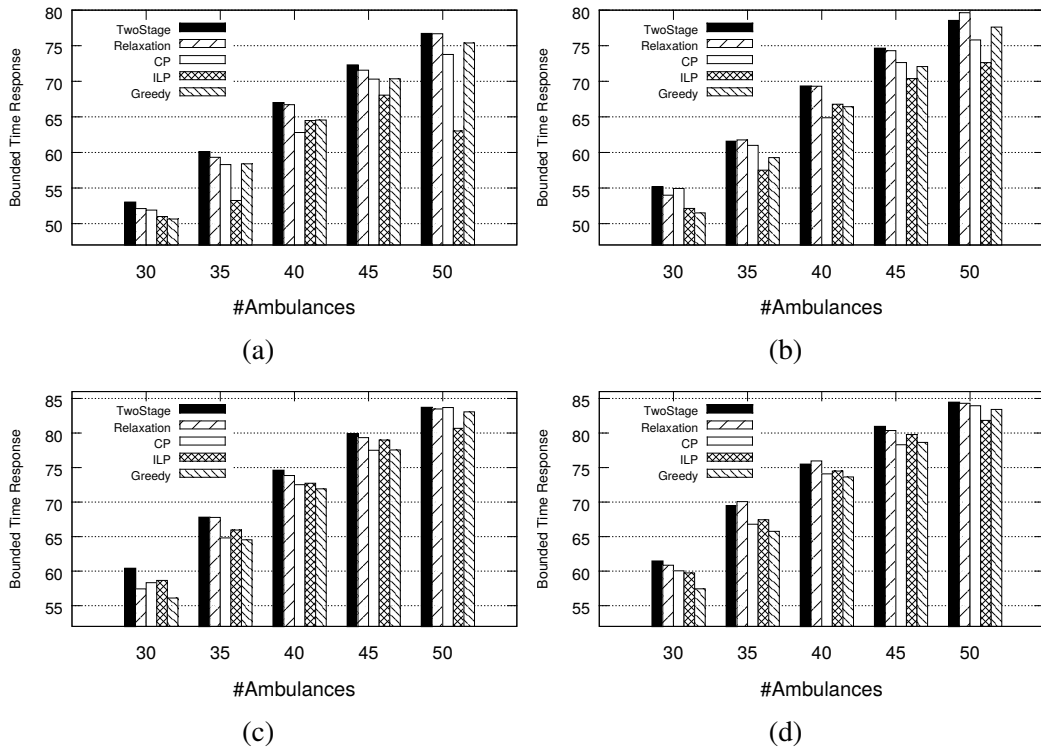 80
75
70
65
60
55
50
Bounded Time Response
TwoStage
Relaxation
CP
ILP
Greedy
30 35 40 45 50
#Ambulances
(a)
80
75
70
65
60
55
50
Bounded Time Response
TwoStage
Relaxation
CP
ILP
Greedy
30 35 40 45 50
#Ambulances
(b)
85
80
75
70
65
60
55
Bounded Time Response
TwoStage
Relaxation
CP
ILP
Greedy
30 35 40 45 50
#Ambulances
(c)
85
80
75
70
65
60
55
Bounded Time Response
TwoStage
Relaxation
CP
ILP
Greedy
30 35 40 45 50
#Ambulances
(d)